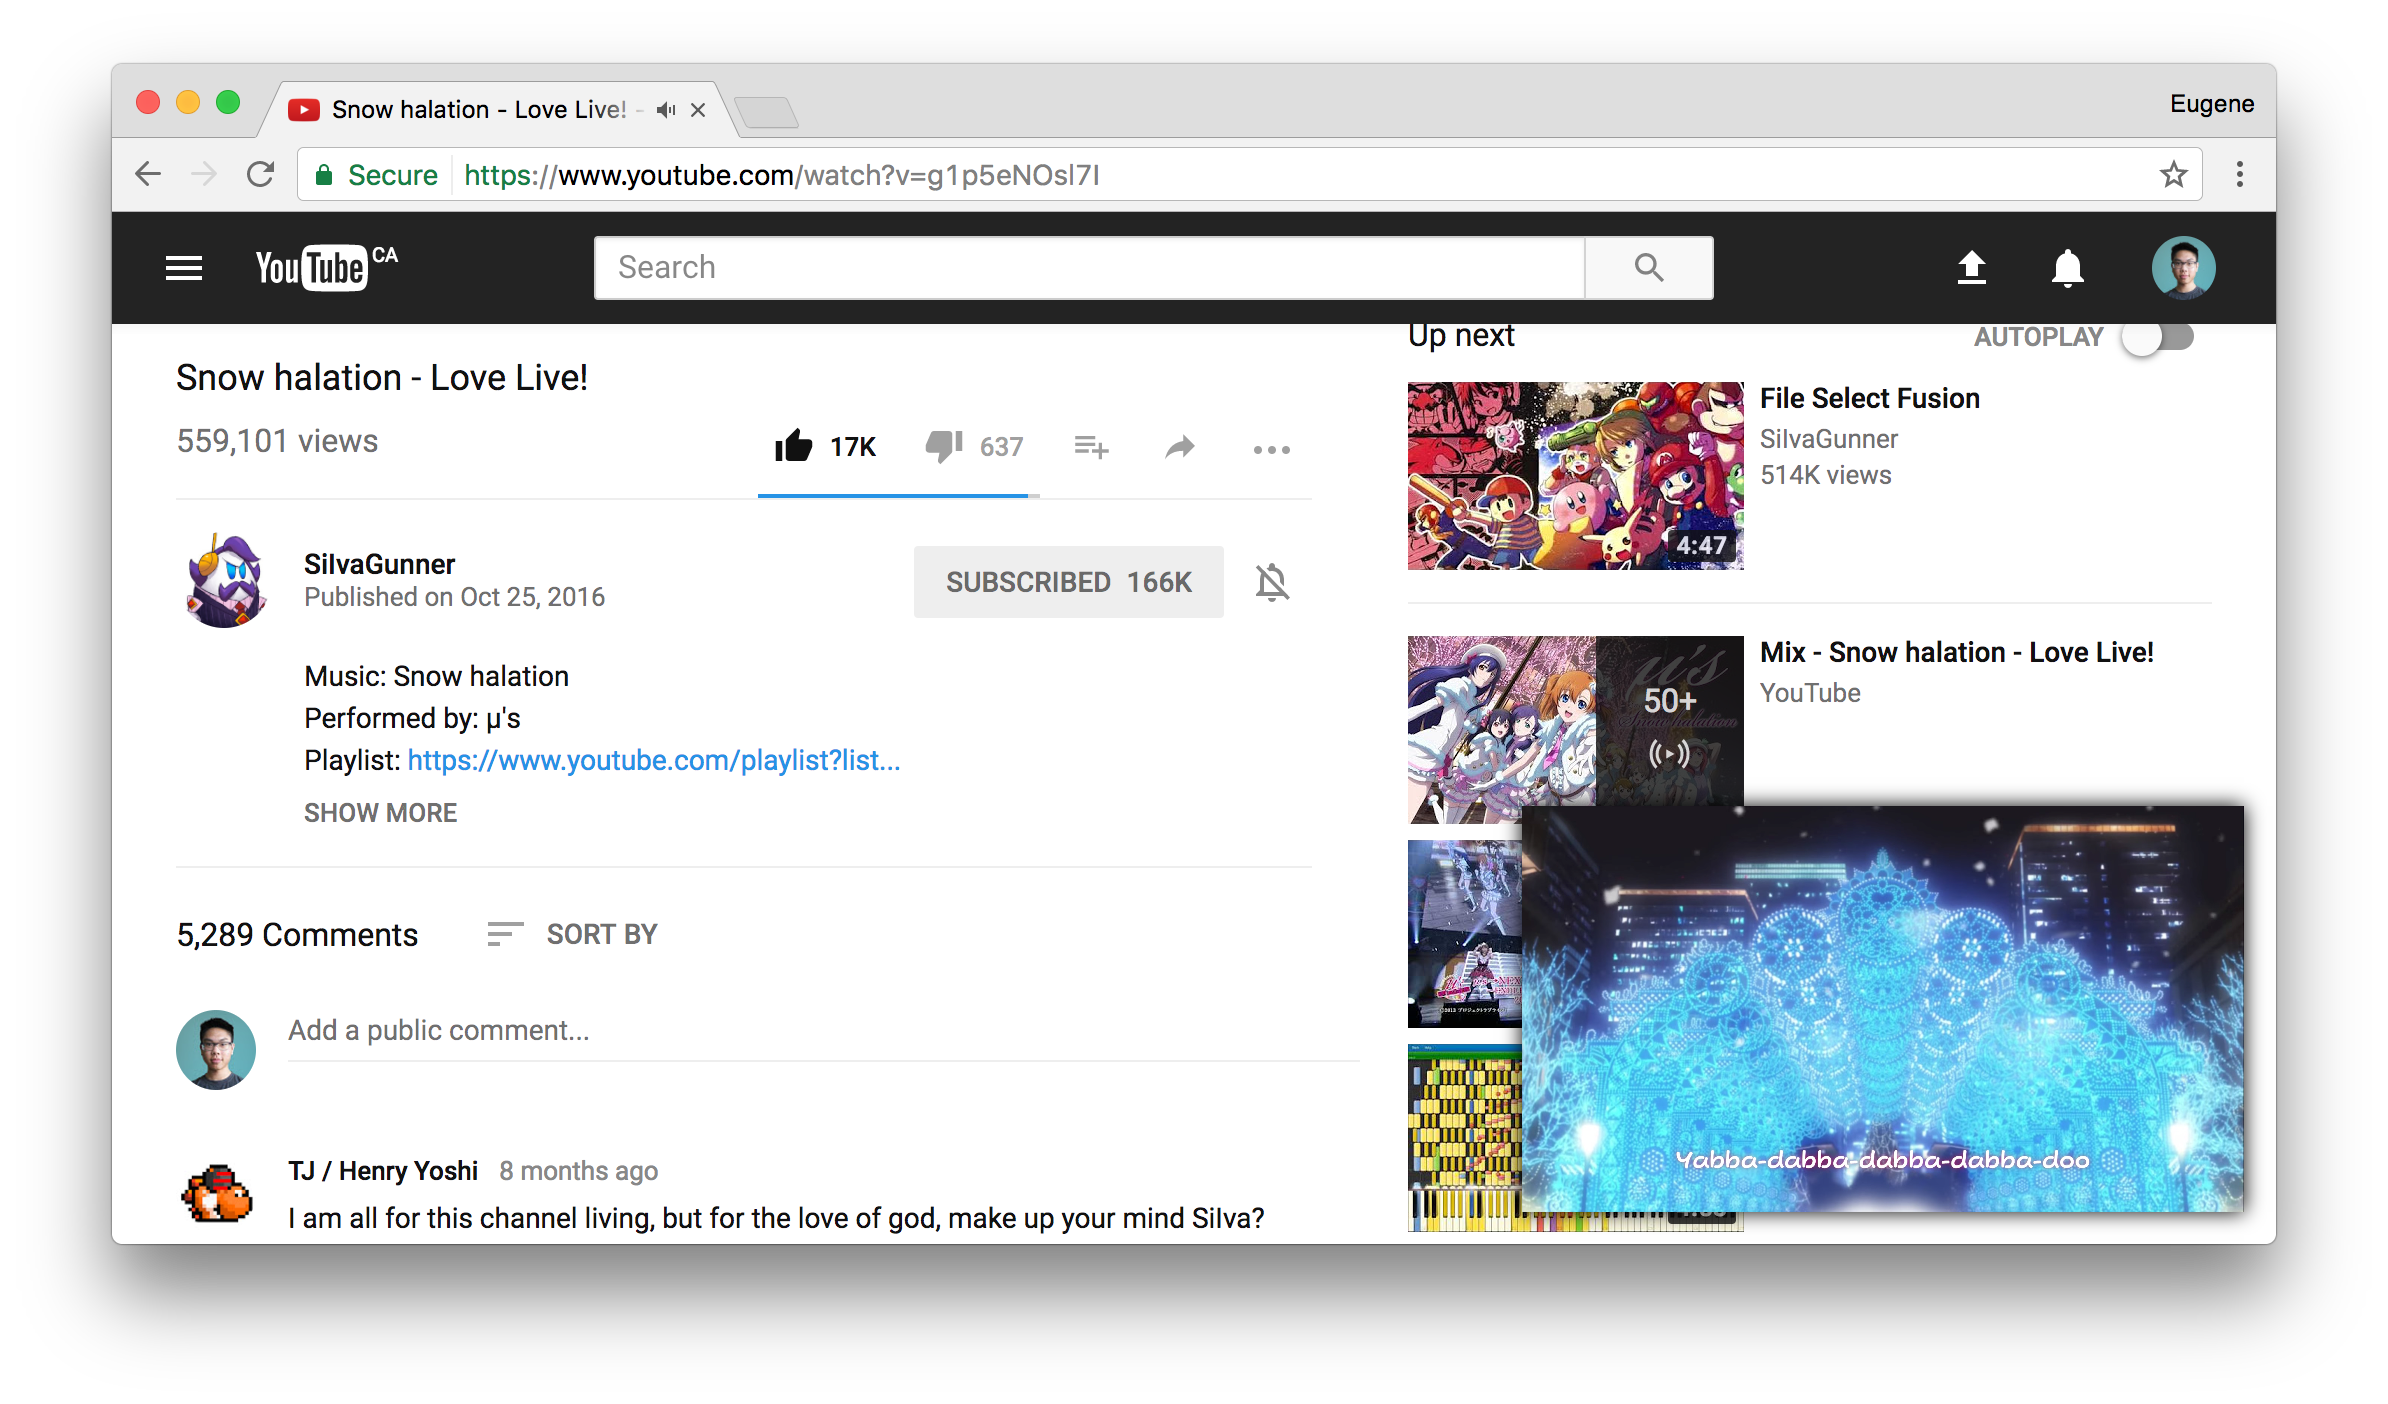 Snow halation - Love Live! -
Eugene
Secure
https://www.youtube.com/watch?v=g1p5eNOsl7I
YouTube CA
Search
Snow halation - Love Live!
559,101 views
17K
637
SilvaGunner
Published on Oct 25, 2016
SUBSCRIBED 166K
Music: Snow halation
Performed by: μ's
Playlist: https://www.youtube.com/playlist?list...
SHOW MORE
5,289 Comments
SORT BY
Add a public comment...
TJ / Henry Yoshi 8 months ago
I am all for this channel living, but for the love of god, make up your mind Silva?
Up next
AUTOPLAY
File Select Fusion
SilvaGunner
514K views
4:47
Mix - Snow halation - Love Live!
YouTube
μ's
50+
Snow halation
Yabba-dabba-dabba-dabba-doo